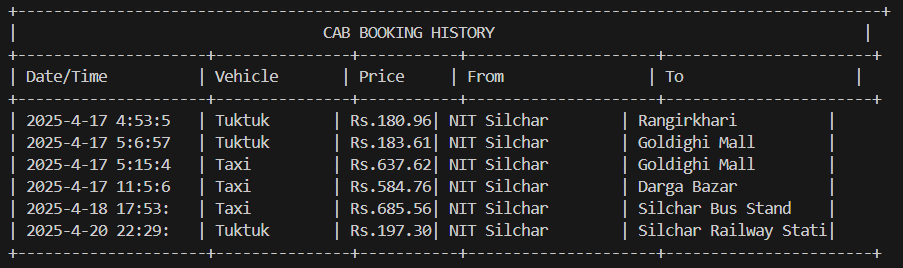 CAB BOOKING HISTORY
| Date/Time | Vehicle | Price | From | To |
| 2025-4-17 4:53:5 | Tuktuk | Rs.180.96| NIT Silchar | Rangirkhari |
| 2025-4-17 5:6:57 | Tuktuk | Rs.183.61| NIT Silchar | Goldighi Mall |
| 2025-4-17 5:15:4 | Taxi | Rs.637.62| NIT Silchar | Goldighi Mall |
| 2025-4-17 11:5:6 | Taxi | Rs.584.76| NIT Silchar | Darga Bazar |
| 2025-4-18 17:53: | Taxi | Rs.685.56| NIT Silchar | Silchar Bus Stand |
| 2025-4-20 22:29: | Tuktuk | Rs.197.30| NIT Silchar | Silchar Railway Stati|